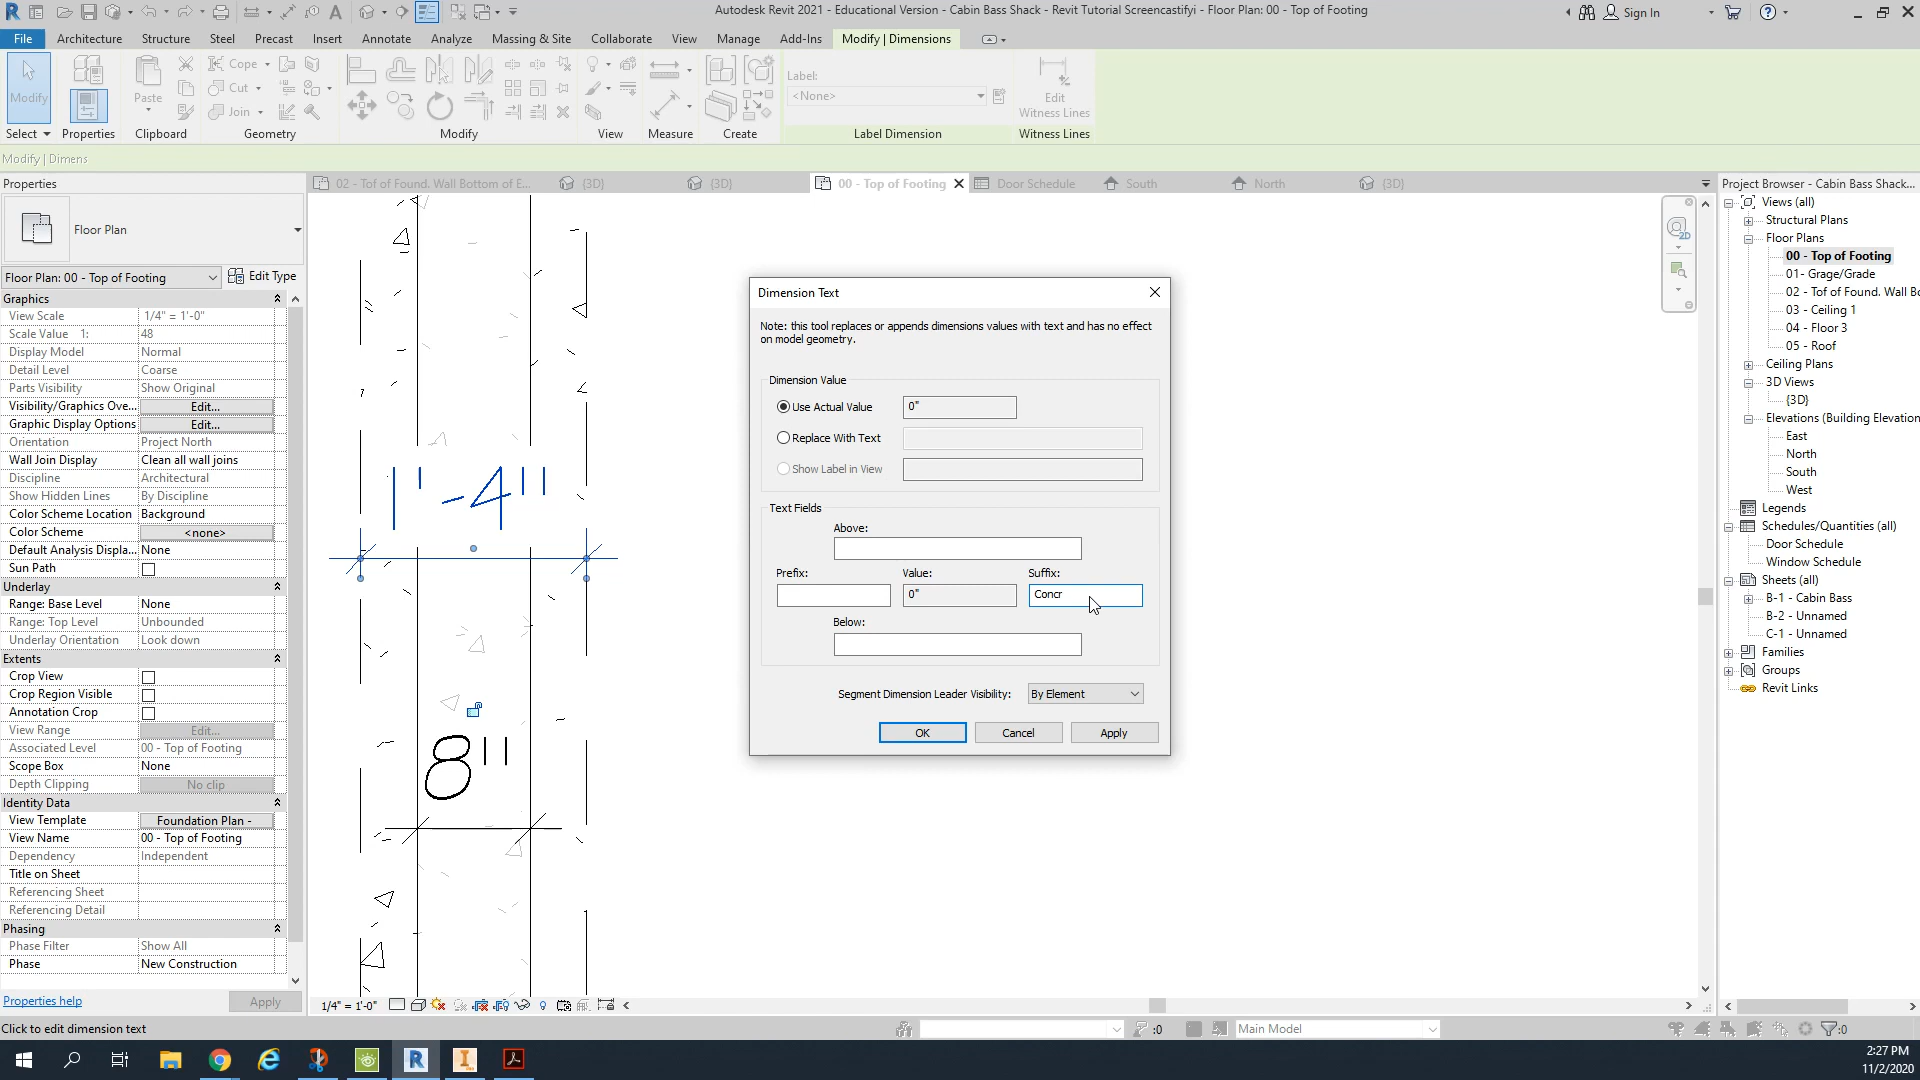 Autodesk Revit 2021 - Educational Version - Cabin Bass Shack - Revit Tutorial Screencastifyi - Floor Plan: 00 - Top of Footing
Sign In
File Architecture Structure Steel Precast Insert Annotate Analyze Massing & Site Collaborate View Manage Add-Ins Modify | Dimensions
Modify
Paste
Cope
Cut
Join
Label:
<None>
Edit
Witness Lines
Select Properties Clipboard Geometry Modify View Measure Create Label Dimension Witness Lines
Modify | Dimens
Properties
02 - Tof of Found. Wall Bottom of E... {3D} {3D} 00 - Top of Footing Door Schedule South North {3D}
Floor Plan
Floor Plan: 00 - Top of Footing Edit Type
Graphics
View Scale 1/4" = 1'-0"
Scale Value 1: 48
Display Model Normal
Detail Level Coarse
Parts Visibility Show Original
Visibility/Graphics Ove... Edit...
Graphic Display Options Edit...
Orientation Project North
Wall Join Display Clean all wall joins
Discipline Architectural
Show Hidden Lines By Discipline
Color Scheme Location Background
Color Scheme <none>
Default Analysis Displa... None
Sun Path
Underlay
Range: Base Level None
Range: Top Level Unbounded
Underlay Orientation Look down
Extents
Crop View
Crop Region Visible
Annotation Crop
View Range Edit...
Associated Level 00 - Top of Footing
Scope Box None
Depth Clipping No clip
Identity Data
View Template Foundation Plan -
View Name 00 - Top of Footing
Dependency Independent
Title on Sheet
Referencing Sheet
Referencing Detail
Phasing
Phase Filter Show All
Phase New Construction
Properties help Apply
1'-4"
8"
Dimension Text
Note: this tool replaces or appends dimensions values with text and has no effect
on model geometry.
Dimension Value
Use Actual Value 0"
Replace With Text
Show Label in View
Text Fields
Above:
Prefix: Value: Suffix:
0" Concr
Below:
Segment Dimension Leader Visibility: By Element
OK Cancel Apply
2D
Project Browser - Cabin Bass Shack...
Views (all)
Structural Plans
Floor Plans
00 - Top of Footing
01- Grage/Grade
02 - Tof of Found. Wall Bo
03 - Ceiling 1
04 - Floor 3
05 - Roof
Ceiling Plans
3D Views
{3D}
Elevations (Building Elevation
East
North
South
West
Legends
Schedules/Quantities (all)
Door Schedule
Window Schedule
Sheets (all)
B-1 - Cabin Bass
B-2 - Unnamed
C-1 - Unnamed
Families
Groups
Revit Links
1/4" = 1'-0"
Click to edit dimension text
:0
Main Model
:0
2:27 PM
11/2/2020